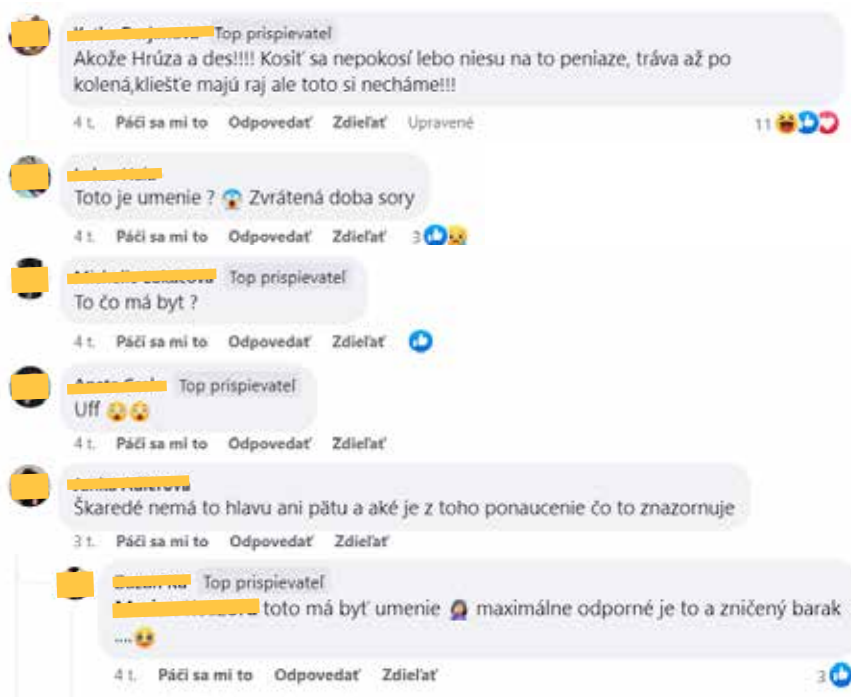 Top prispievateľ
Akože Hrúza a des!!!! Kosiť sa nepokosí lebo niesu na to peniaze, tráva až po
kolená,kliešťe majú raj ale toto si necháme!!!
4 t. Páči sa mi to Odpovedať Zdieľať Upravené 11
Toto je umenie ? Zvrátená doba sory
4 t. Páči sa mi to Odpovedať Zdieľať 3
Top prispievateľ
To čo má byt ?
4 t. Páči sa mi to Odpovedať Zdieľať
Top prispievateľ
Uff
4 t. Páči sa mi to Odpovedať Zdieľať
Škaredé nemá to hlavu ani pätu a aké je z toho ponaucenie čo to znazornuje
3 t. Páči sa mi to Odpovedať Zdieľať
Top prispievateľ
toto má byť umenie maximálne odporné je to a zničený barak
....
4 t. Páči sa mi to Odpovedať Zdieľať 3